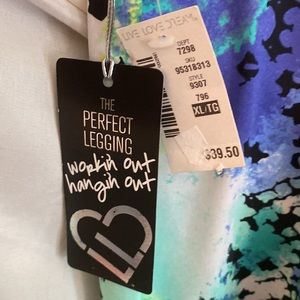 LIVE LOVE DREAM
DEPT
7298
SKU
95318313
STYLE
9307
796
XL/TG
$39.50
THE
PERFECT
LEGGING
workin out
hangin out